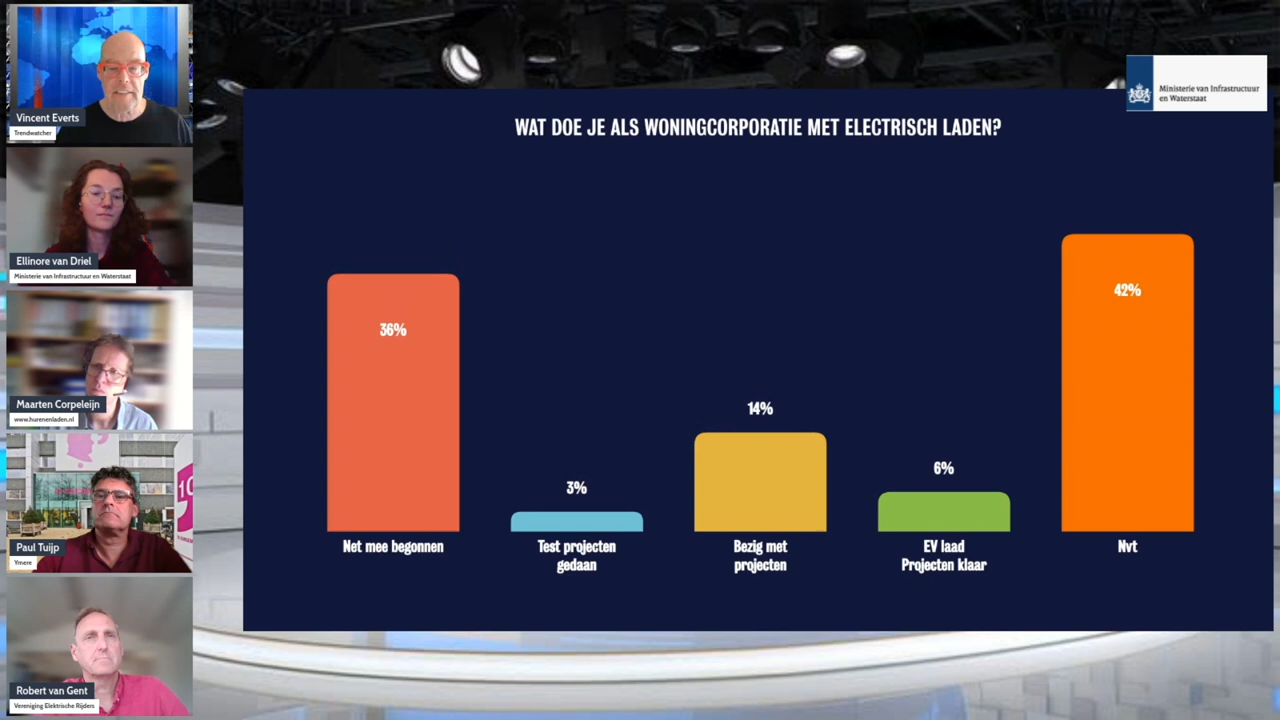 Vincent Everts
Trendwatcher
Ellinore van Driel
Ministerie van Infrastructuur en Waterstaat
Maarten Corpeleijn
www.hurenenladen.nl
10
Paul Tuijp
Ymere
Robert van Gent
Vereniging Elektrische Rijders
Ministerie van Infrastructuur
en Waterstaat
WAT DOE JE ALS WONINGCORPORATIE MET ELECTRISCH LADEN?
36%
3%
14%
6%
42%
Net mee begonnen
Test projecten
gedaan
Bezig met
projecten
EV laad
Projecten klaar
Nvt